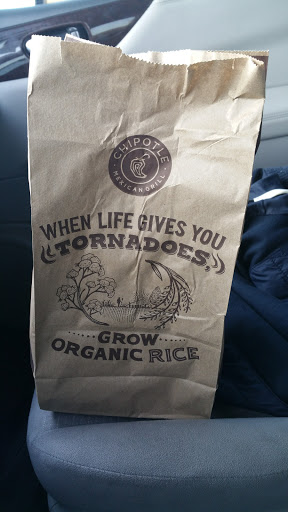 CHIPOTLE
MEXICAN GRILL
WHEN LIFE GIVES YOU
TORNADOES,
GROW
ORGANIC RICE